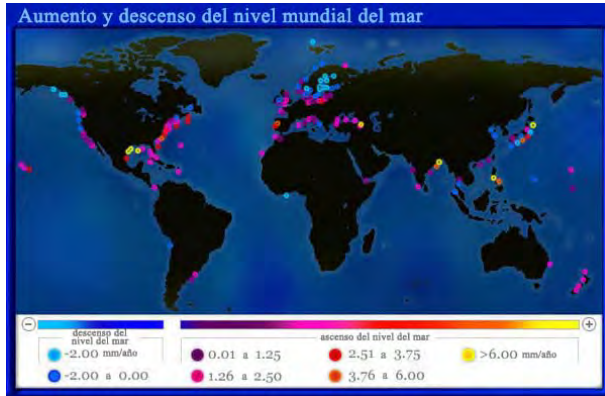 Aumento y descenso del nivel mundial del mar
descenso del
nivel del mar
ascenso del nivel del mar
-2.00 mm/año
0.01 a 1.25
2.51 a 3.75
>6.00 mm/año
-2.00 a 0.00
1.26 a 2.50
3.76 a 6.00